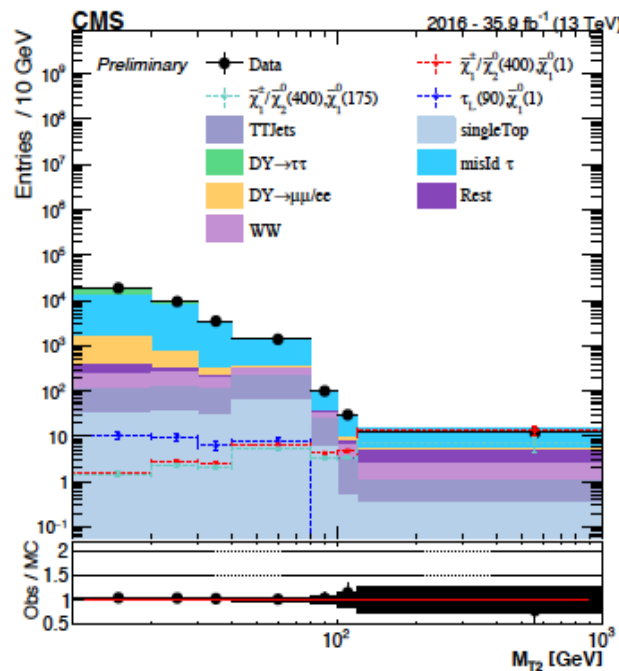 CMS 2016 - 35.9 fb⁻¹ (13 TeV)
Preliminary
Data
χ̃₁±/χ̃₂⁰(400),χ̃₁⁰(1)
χ̃₁±/χ̃₂⁰(400),χ̃₁⁰(175)
τ_L(90),χ̃₁⁰(1)
TTJets
singleTop
DY→ττ
misId τ
DY→μμ/ee
Rest
WW
Entries / 10 GeV
10⁹
10⁸
10⁷
10⁶
10⁵
10⁴
10³
10²
10
1
10⁻¹
Obs / MC
2
1.5
1
0.5
10²
10³
M_T2 [GeV]